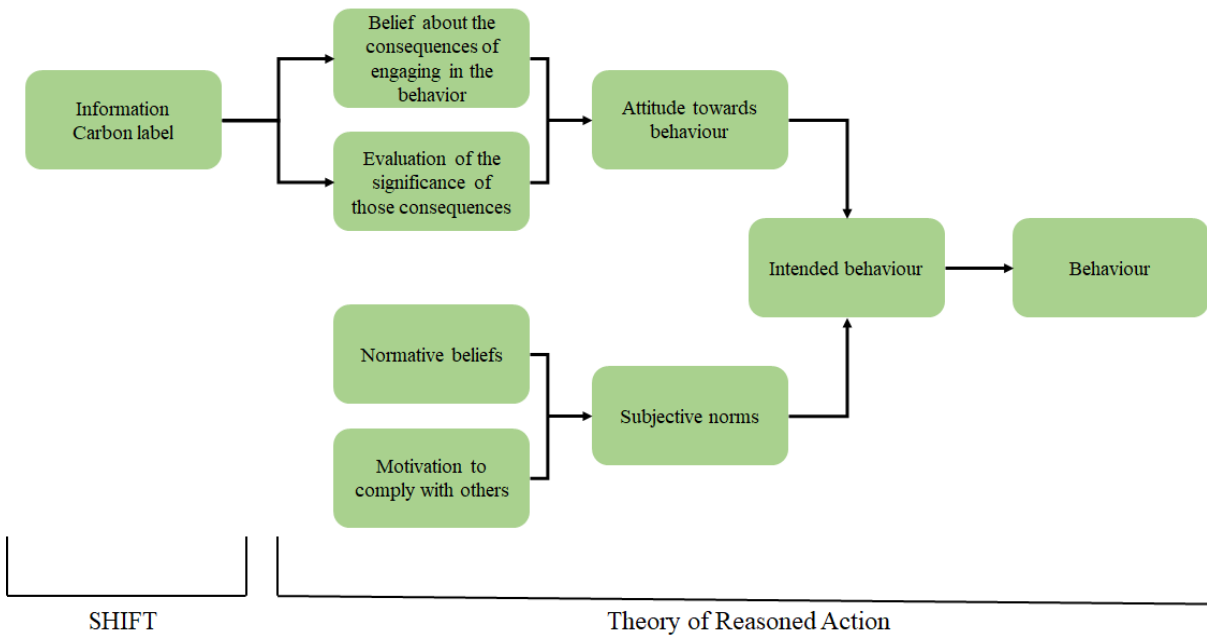 Belief about the
consequences of
engaging in the
behavior
Information
Carbon label
Attitude towards
behaviour
Evaluation of the
significance of
those consequences
Intended behaviour
Behaviour
Normative beliefs
Subjective norms
Motivation to
comply with others
SHIFT
Theory of Reasoned Action